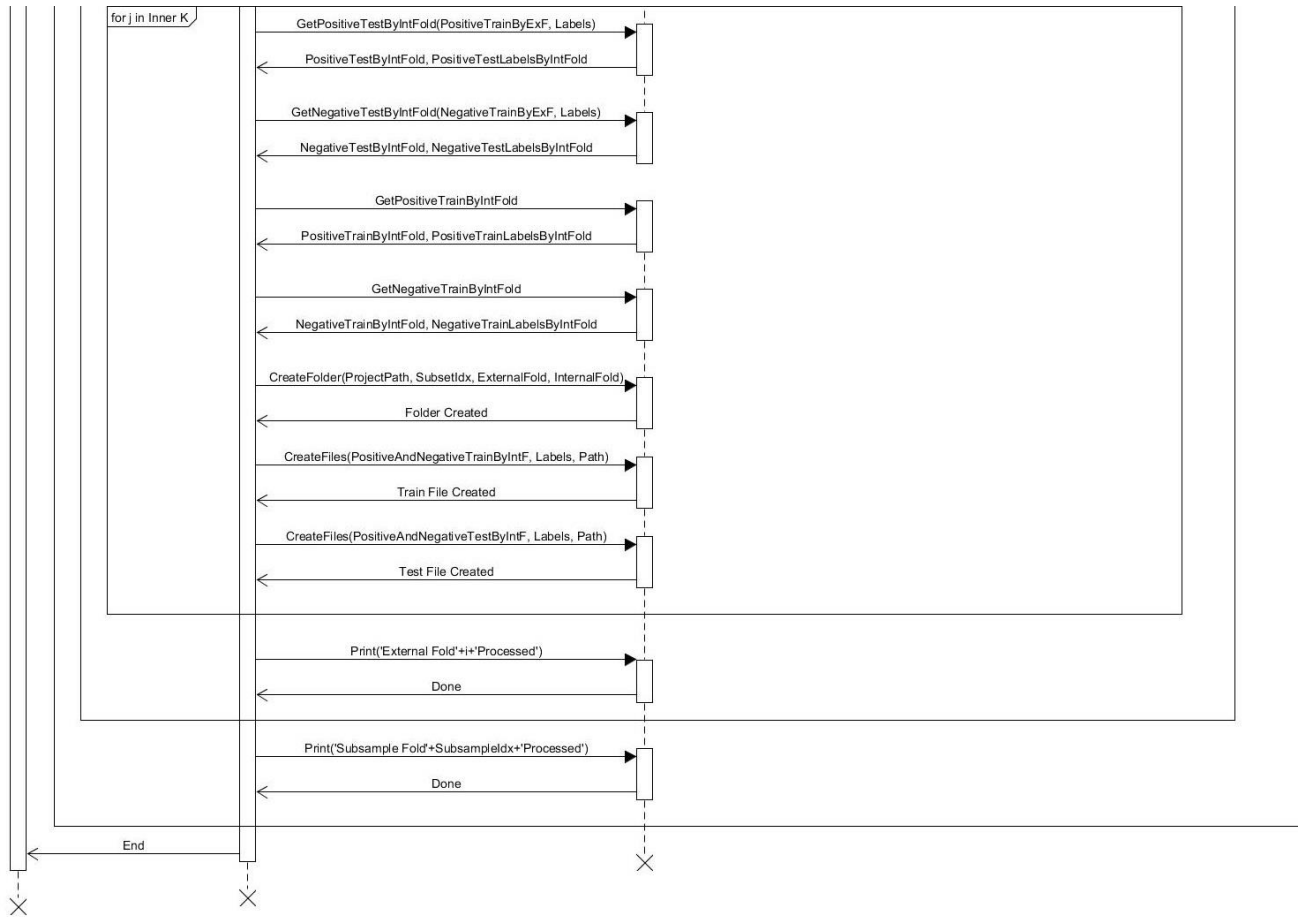 for j in Inner K
GetPositiveTestByIntFold(PositiveTrainByExF, Labels)
PositiveTestByIntFold, PositiveTestLabelsByIntFold
GetNegativeTestByIntFold(NegativeTrainByExF, Labels)
NegativeTestByIntFold, NegativeTestLabelsByIntFold
GetPositiveTrainByIntFold
PositiveTrainByIntFold, PositiveTrainLabelsByIntFold
GetNegativeTrainByIntFold
NegativeTrainByIntFold, NegativeTrainLabelsByIntFold
CreateFolder(ProjectPath, SubsetIdx, ExternalFold, InternalFold)
Folder Created
CreateFiles(PositiveAndNegativeTrainByIntF, Labels, Path)
Train File Created
CreateFiles(PositiveAndNegativeTestByIntF, Labels, Path)
Test File Created
Print('External Fold'+i+'Processed')
Done
Print('Subsample Fold'+SubsampleIdx+'Processed')
Done
End